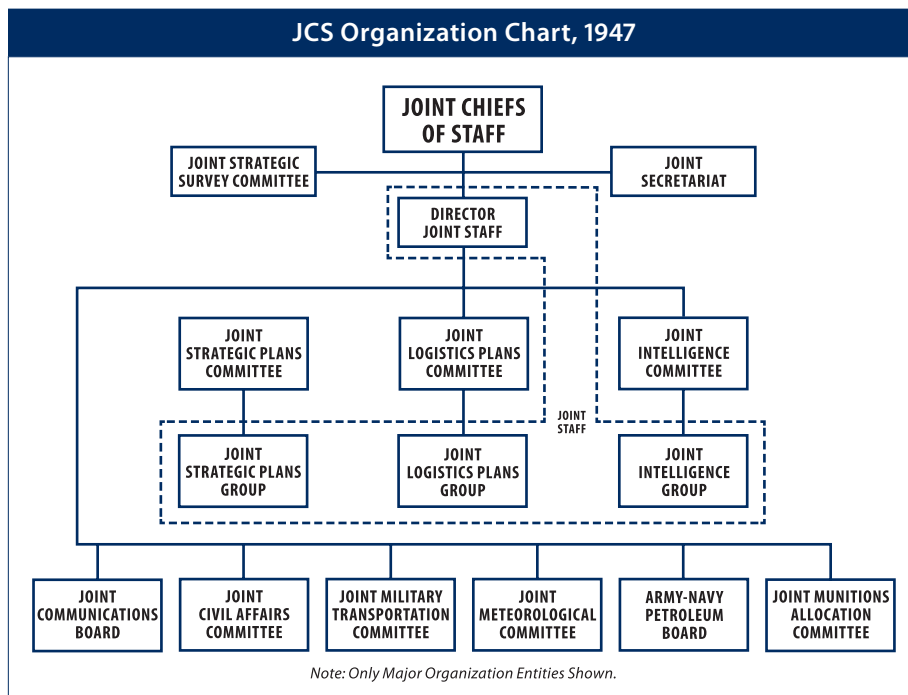 JCS Organization Chart, 1947
JOINT CHIEFS
OF STAFF
JOINT STRATEGIC
SURVEY COMMITTEE
JOINT
SECRETARIAT
DIRECTOR
JOINT STAFF
JOINT
STRATEGIC PLANS
COMMITTEE
JOINT
LOGISTICS PLANS
COMMITTEE
JOINT
INTELLIGENCE
COMMITTEE
JOINT
STAFF
JOINT
STRATEGIC PLANS
GROUP
JOINT
LOGISTICS PLANS
GROUP
JOINT
INTELLIGENCE
GROUP
JOINT
COMMUNICATIONS
BOARD
JOINT
CIVIL AFFAIRS
COMMITTEE
JOINT MILITARY
TRANSPORTATION
COMMITTEE
JOINT
METEOROLOGICAL
COMMITTEE
ARMY-NAVY
PETROLEUM
BOARD
JOINT MUNITIONS
ALLOCATION
COMMITTEE
Note: Only Major Organization Entities Shown.